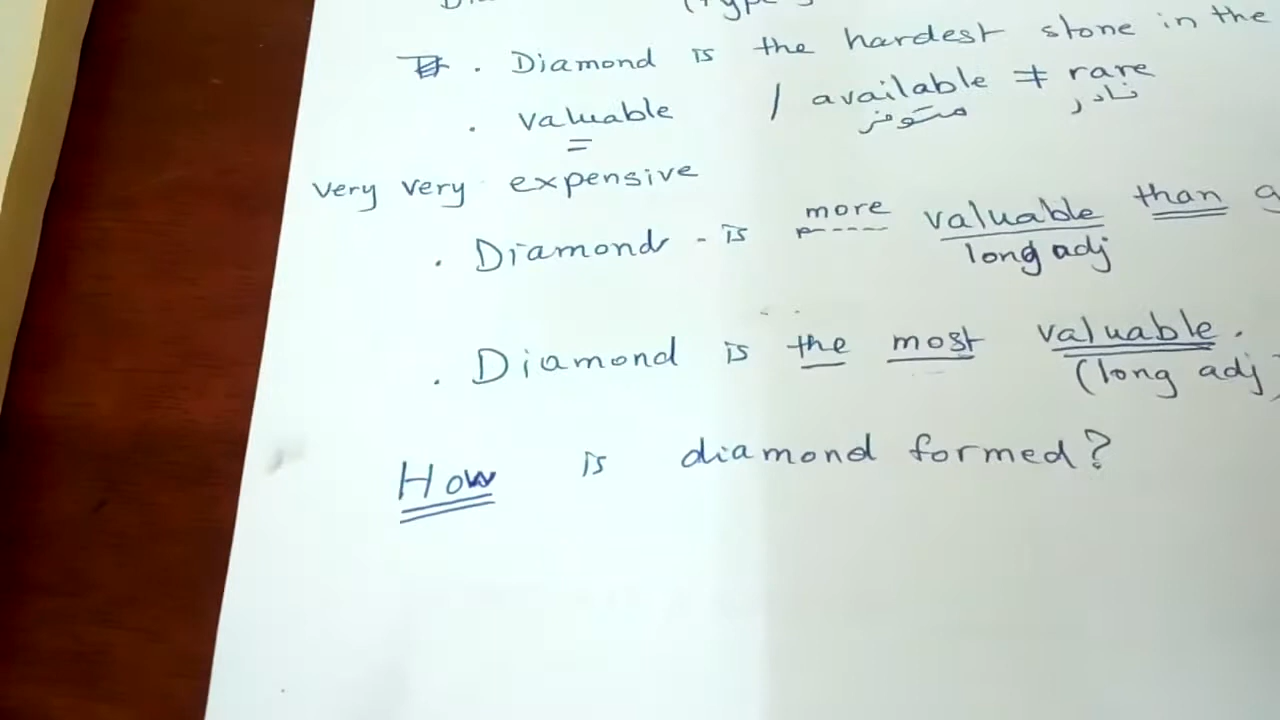 (type
. Diamond is the hardest stone in the
. valuable / available ≠ rare
= متوفر نادر
very very expensive
. Diamond - is more valuable than
long adj
. Diamond is the most valuable.
(long adj)
How is diamond formed?